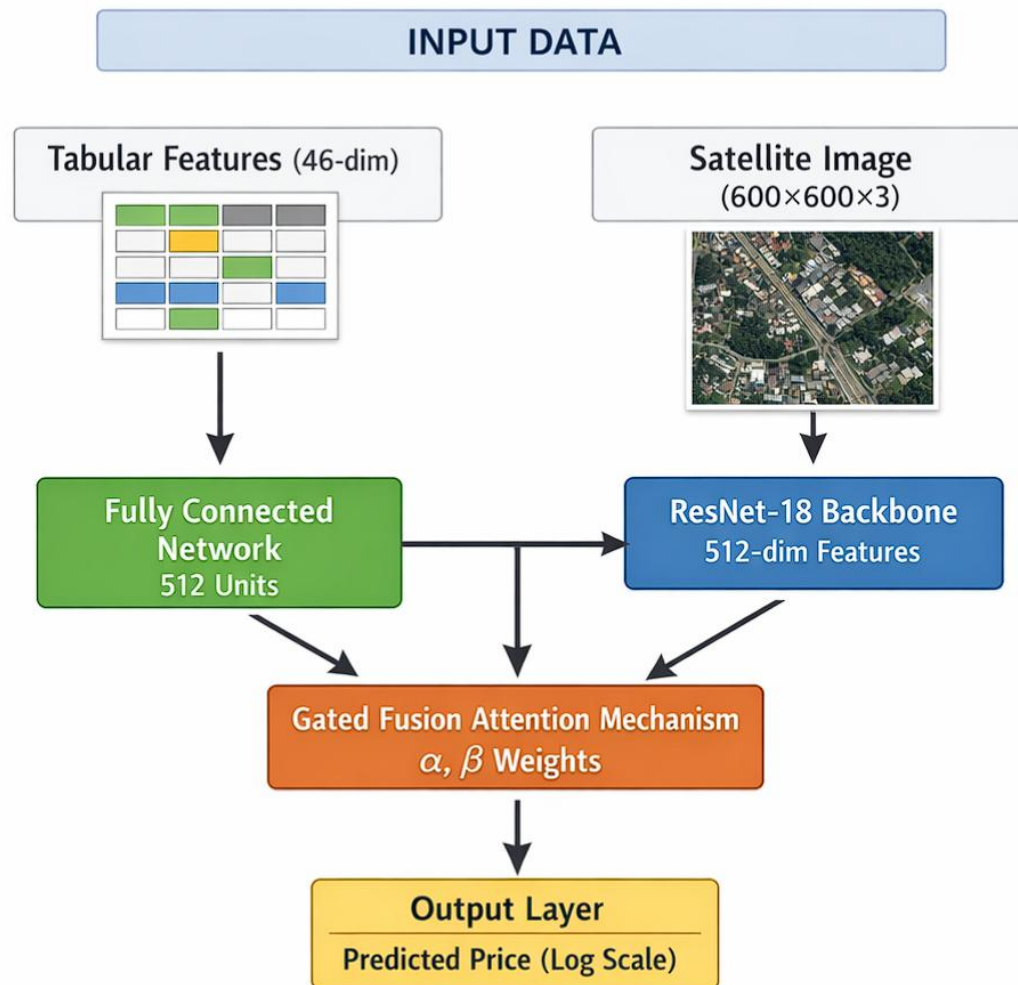 INPUT DATA
Tabular Features (46-dim)
Satellite Image
(600×600×3)
Fully Connected
Network
512 Units
ResNet-18 Backbone
512-dim Features
Gated Fusion Attention Mechanism
α, β Weights
Output Layer
Predicted Price (Log Scale)